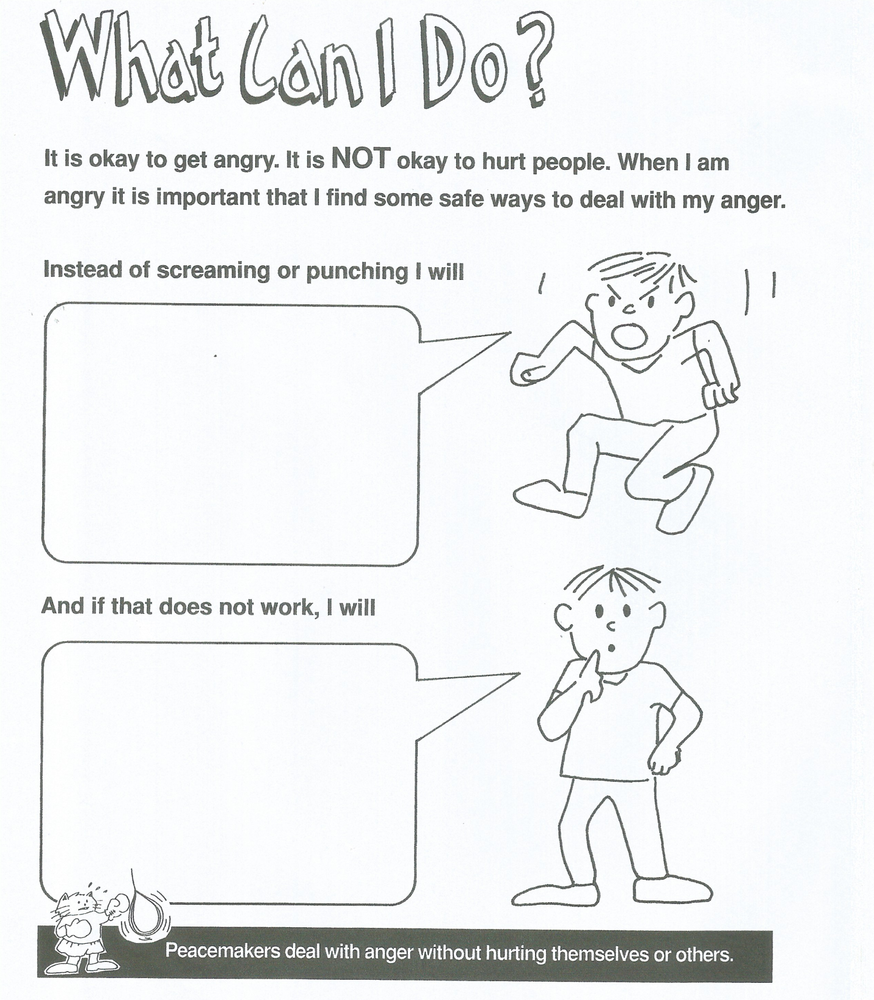 What Can I Do?
It is okay to get angry. It is NOT okay to hurt people. When I am
angry it is important that I find some safe ways to deal with my anger.
Instead of screaming or punching I will
And if that does not work, I will
Peacemakers deal with anger without hurting themselves or others.